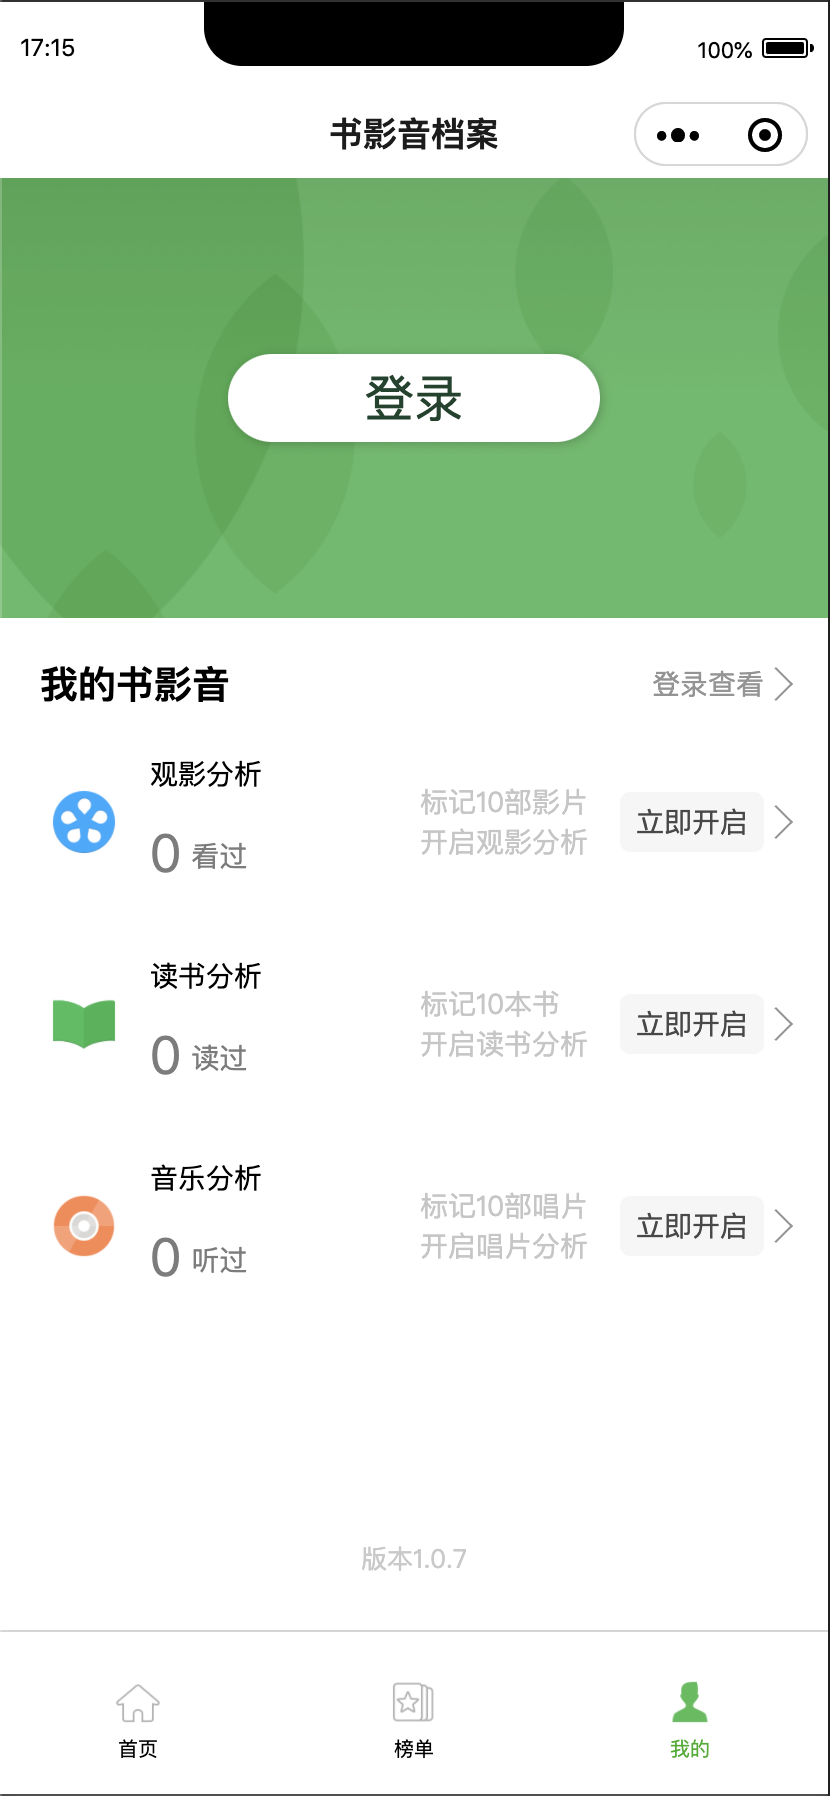 17:15
100%
书影音档案
登录
我的书影音
登录查看
观影分析
0 看过
标记10部影片
开启观影分析
立即开启
读书分析
0 读过
标记10本书
开启读书分析
立即开启
音乐分析
0 听过
标记10部唱片
开启唱片分析
立即开启
版本1.0.7
首页
榜单
我的